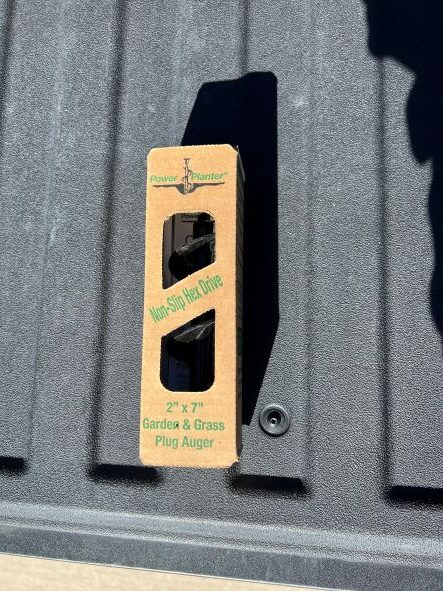 Power Planter®
Non-Slip Hex Drive
2" x 7"
Garden & Grass
Plug Auger